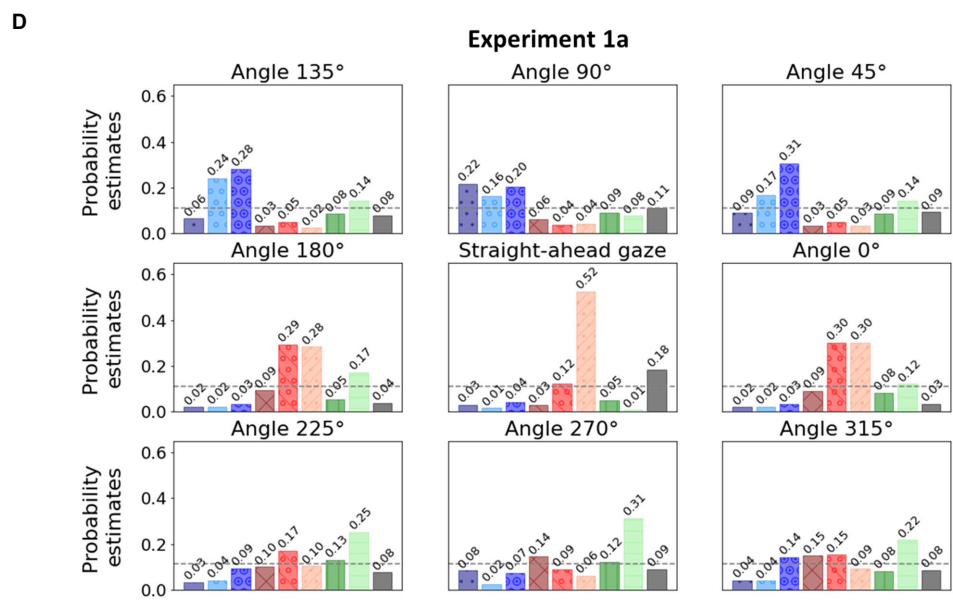 D
Experiment 1a
Angle 135° Angle 90° Angle 45°
Probability estimates
0.6
0.4
0.2
0.0
0.06 0.24 0.28 0.03 0.05 0.02 0.08 0.14 0.08
0.22 0.16 0.20 0.06 0.04 0.04 0.09 0.08 0.11
0.09 0.17 0.31 0.03 0.05 0.03 0.09 0.14 0.09
Angle 180° Straight-ahead gaze Angle 0°
Probability estimates
0.6
0.4
0.2
0.0
0.02 0.02 0.03 0.09 0.29 0.28 0.05 0.17 0.04
0.03 0.01 0.04 0.03 0.12 0.52 0.05 0.01 0.18
0.02 0.02 0.03 0.09 0.30 0.30 0.08 0.12 0.03
Angle 225° Angle 270° Angle 315°
Probability estimates
0.6
0.4
0.2
0.0
0.03 0.04 0.09 0.10 0.17 0.10 0.13 0.25 0.08
0.08 0.02 0.07 0.14 0.09 0.06 0.12 0.31 0.09
0.04 0.04 0.14 0.15 0.15 0.09 0.08 0.22 0.08